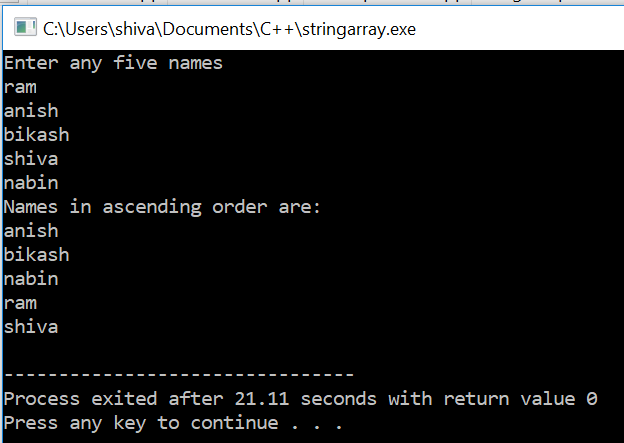 C:\Users\shiva\Documents\C++\stringarray.exe
Enter any five names
ram
anish
bikash
shiva
nabin
Names in ascending order are:
anish
bikash
nabin
ram
shiva
--------------------------------
Process exited after 21.11 seconds with return value 0
Press any key to continue . . .